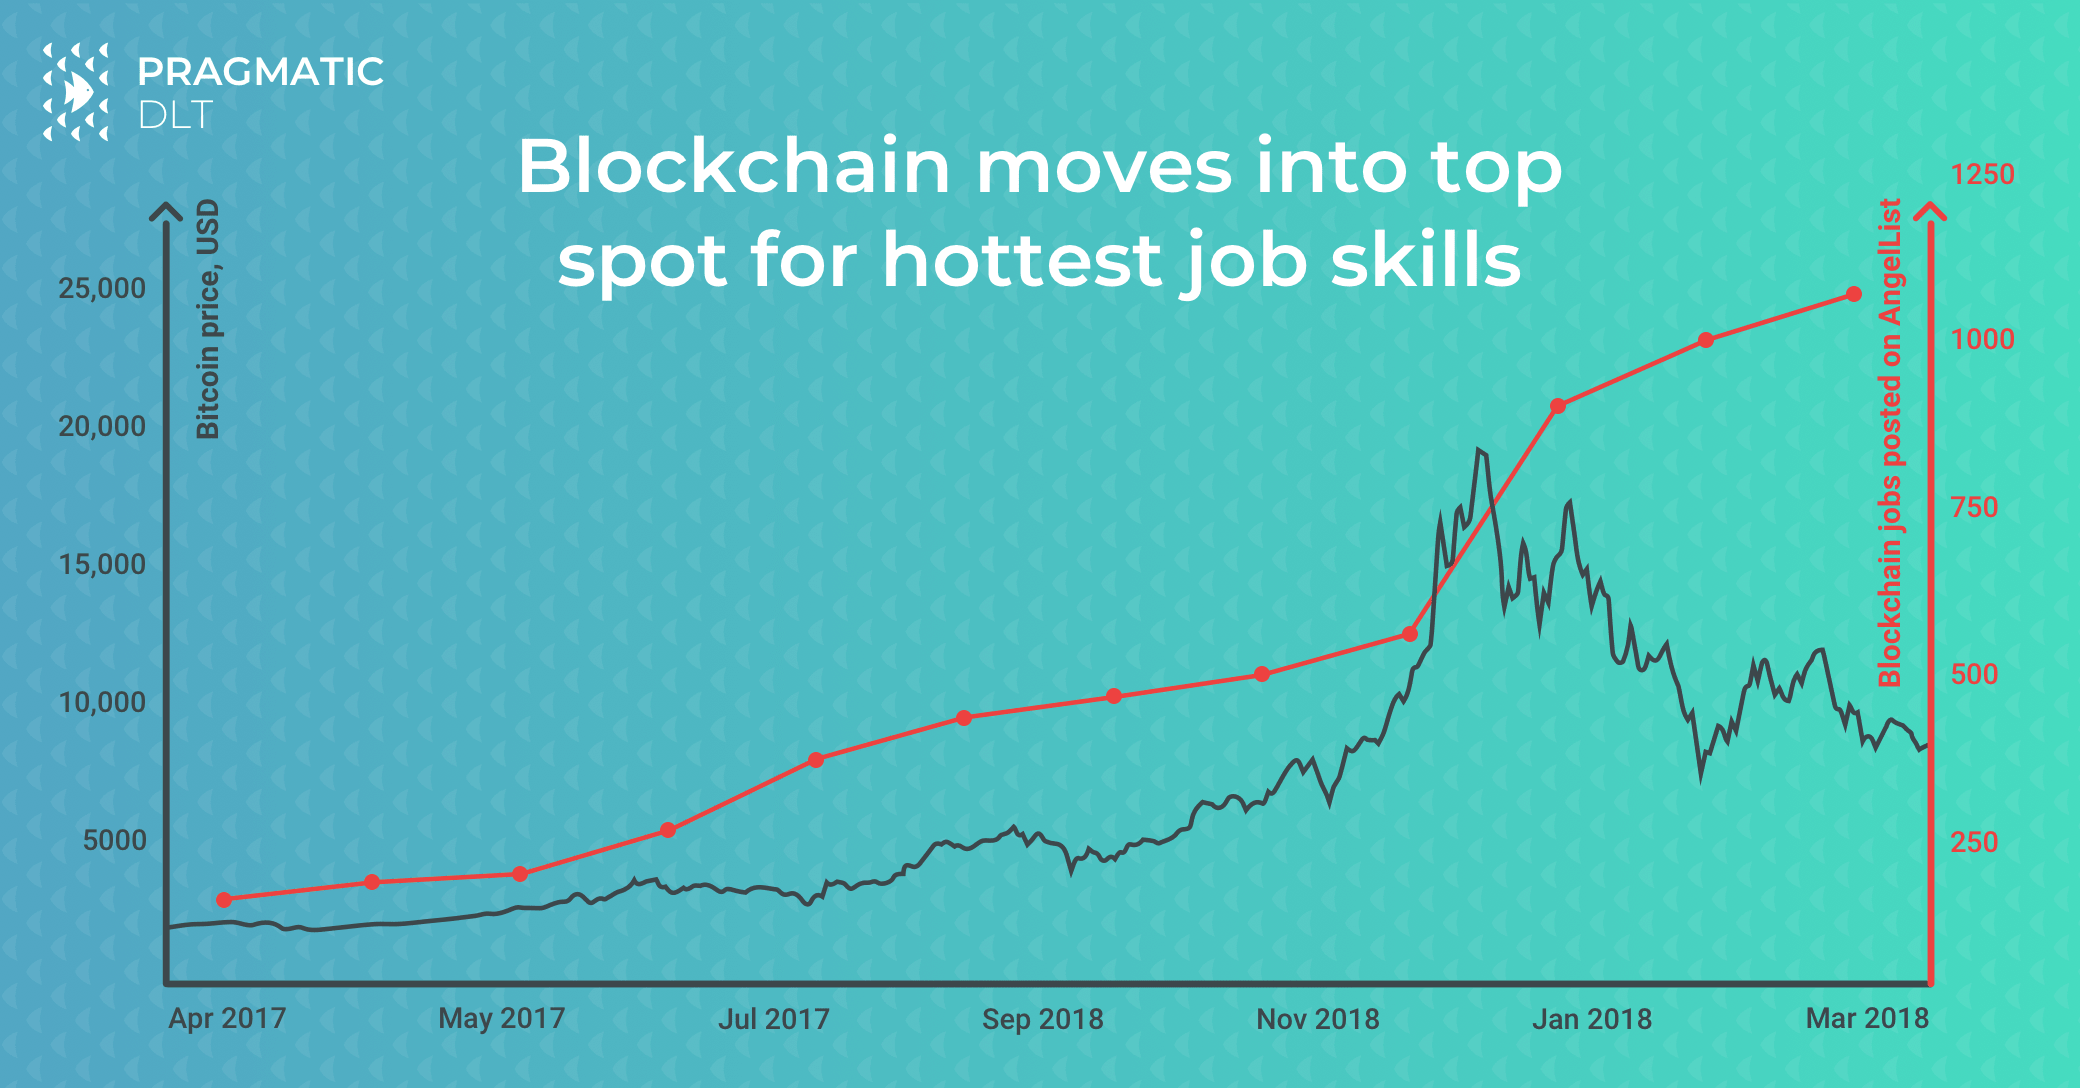 PRAGMATIC
DLT
Blockchain moves into top
spot for hottest job skills
Bitcoin price, USD
25,000
20,000
15,000
10,000
5000
Blockchain jobs posted on AngelList
1250
1000
750
500
250
Apr 2017
May 2017
Jul 2017
Sep 2018
Nov 2018
Jan 2018
Mar 2018